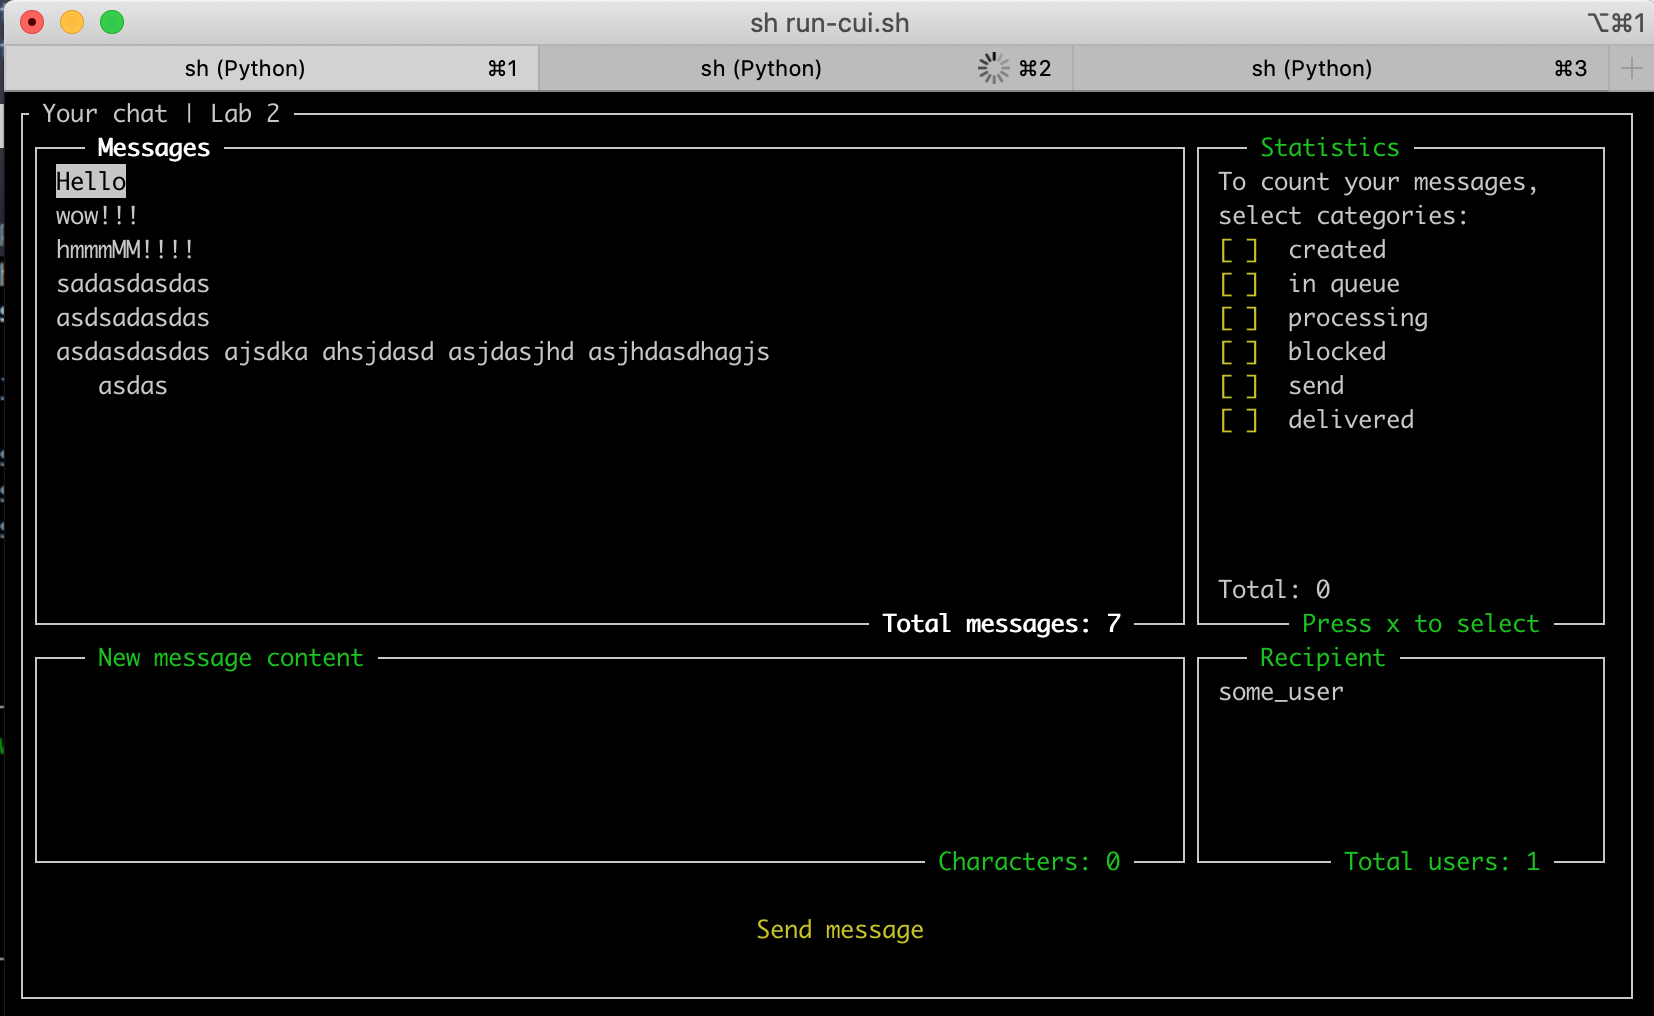 sh run-cui.sh
⌥⌘1
sh (Python) ⌘1
sh (Python) ⌘2
sh (Python) ⌘3
Your chat | Lab 2
Messages
Hello
wow!!!
hmmmMM!!!!
sadasdasdas
asdsadasdas
asdasdasdas ajsdka ahsjdasd asjdasjhd asjhdasdhagjs
asdas
Total messages: 7
Statistics
To count your messages,
select categories:
[ ] created
[ ] in queue
[ ] processing
[ ] blocked
[ ] send
[ ] delivered
Total: 0
Press x to select
New message content
Characters: 0
Recipient
some_user
Total users: 1
Send message